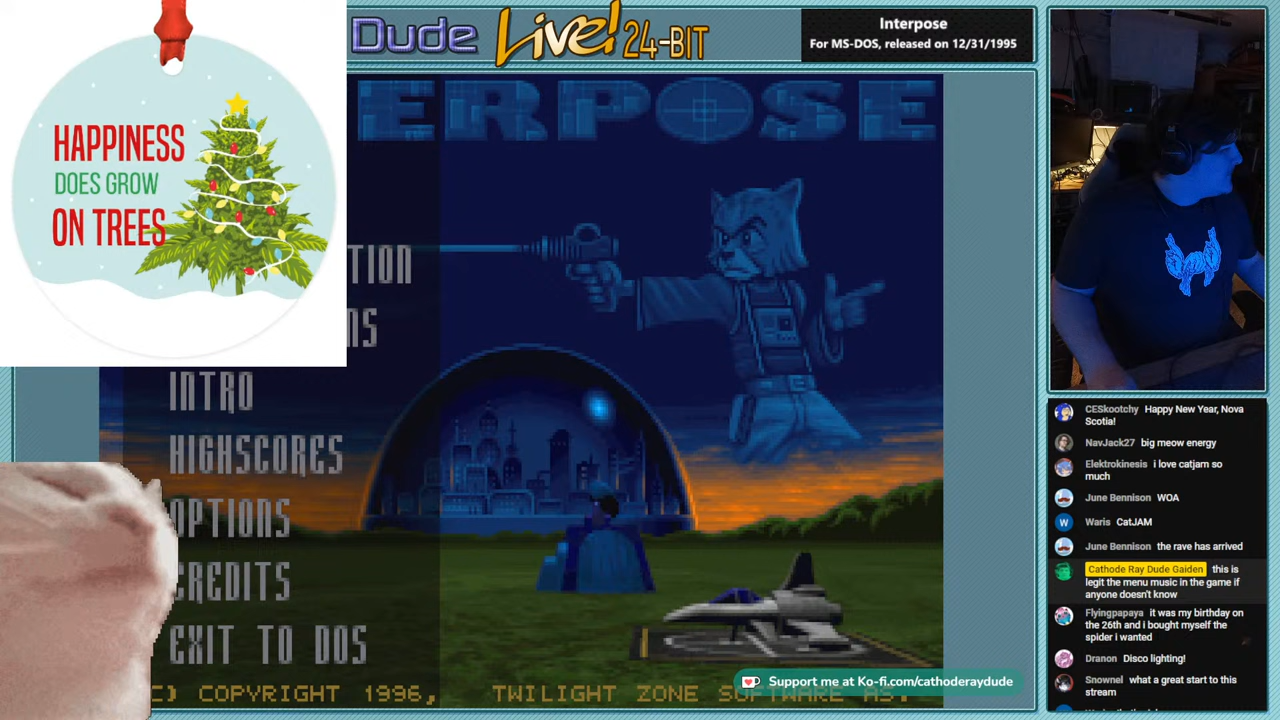 Dude Live! 24-BIT
Interpose
For MS-DOS, released on 12/31/1995
ERPOSE
HAPPINESS
DOES GROW
ON TREES
TION
NS
INTRO
HIGHSCORES
OPTIONS
CREDITS
EXIT TO DOS
C) COPYRIGHT 1996, TWILIGHT ZONE SOFTWARE AS.
Support me at Ko-fi.com/cathoderaydude
CESkootchy Happy New Year, Nova
Scotia!
NavJack27 big meow energy
Elektrokinesis i love catjam so
much
June Bennison WOA
W Waris CatJAM
June Bennison the rave has arrived
Cathode Ray Dude Gaiden this is
legit the menu music in the game if
anyone doesn't know
Flyingpapaya it was my birthday on
the 26th and i bought myself the
spider i wanted
Dranon Disco lighting!
Snownel what a great start to this
stream